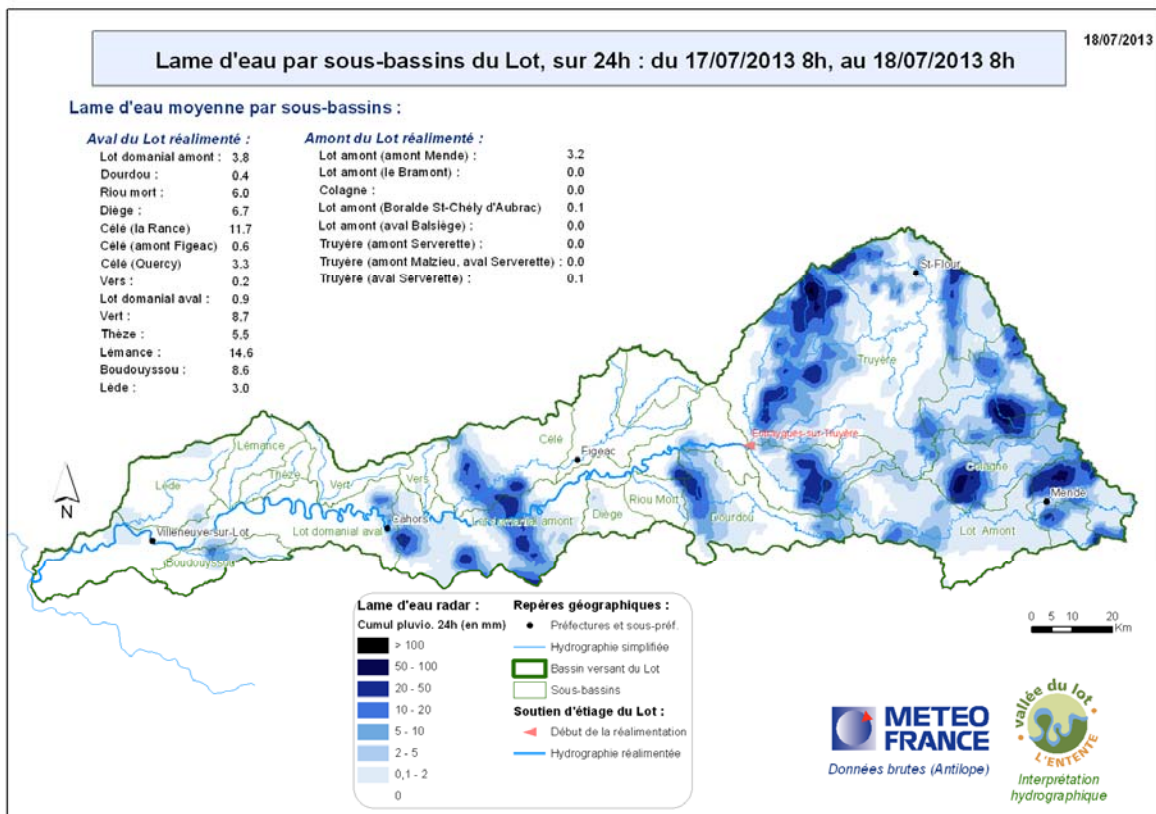 18/07/2013
Lame d'eau par sous-bassins du Lot, sur 24h : du 17/07/2013 8h, au 18/07/2013 8h
Lame d'eau moyenne par sous-bassins :
Aval du Lot réalimenté :
Lot domanial amont : 3.8
Dourdou : 0.4
Riou mort : 6.0
Diège : 6.7
Célé (la Rance) 11.7
Célé (amont Figeac) 0.6
Célé (Quercy) 3.3
Vers : 0.2
Lot domanial aval : 0.9
Vert : 8.7
Thèze : 5.5
Lémance : 14.6
Boudouyssou : 8.6
Lède : 3.0
Amont du Lot réalimenté :
Lot amont (amont Mende) : 3.2
Lot amont (le Bramont) : 0.0
Colagne : 0.0
Lot amont (Boralde St-Chély d'Aubrac) 0.1
Lot amont (aval Balsiège) : 0.0
Truyère (amont Serverette) : 0.0
Truyère (amont Malzieu, aval Serverette) : 0.0
Truyère (aval Serverette) : 0.1
St-Flour
Truyère
Entraygues-sur-Truyère
Célé
Figeac
Lémance
Thèze
Vert
Vers
Lède
Colagne
Mende
Riou Mort
Diège
Dourdou
Lot domanial amont
Cahors
Lot domanial aval
Villeneuve-sur-Lot
Boudouyssou
Lot Amont
N
Lame d'eau radar :
Cumul pluvio. 24h (en mm)
> 100
50 - 100
20 - 50
10 - 20
5 - 10
2 - 5
0,1 - 2
0
Repères géographiques :
Préfectures et sous-préf.
Hydrographie simplifiée
Bassin versant du Lot
Sous-bassins
Soutien d'étiage du Lot :
Début de la réalimentation
Hydrographie réalimentée
0 5 10 20
Km
METEO
FRANCE
Données brutes (Antilope)
vallée du lot
L'ENTENTE
Interprétation
hydrographique